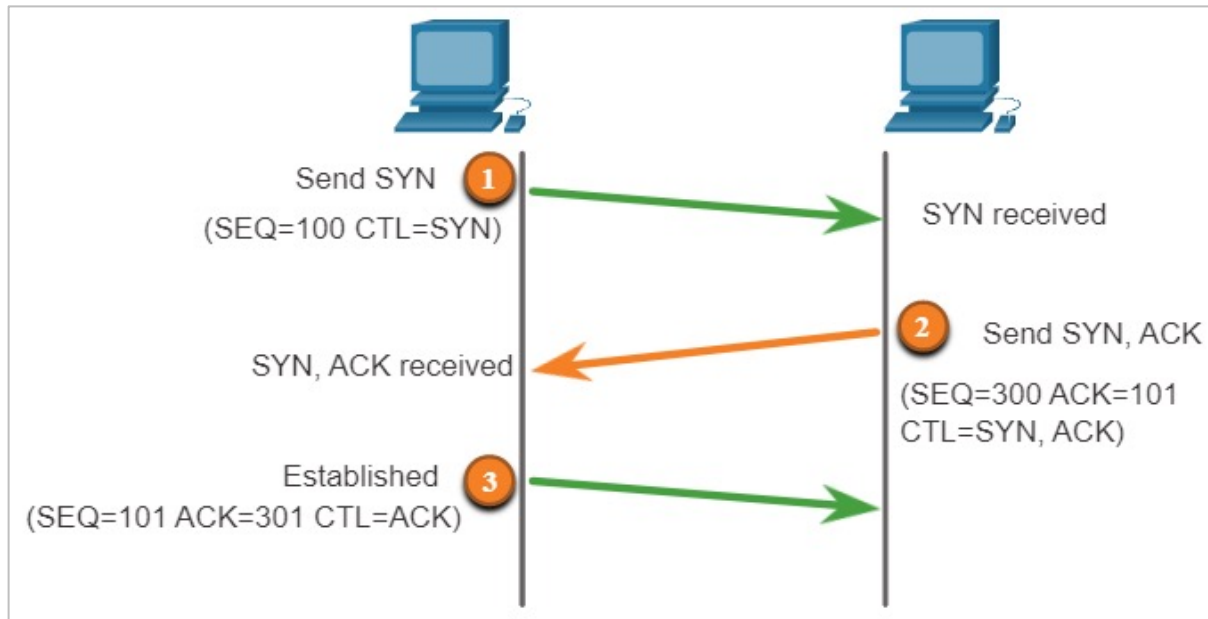 Send SYN 1
(SEQ=100 CTL=SYN)
SYN received
2 Send SYN, ACK
SYN, ACK received
(SEQ=300 ACK=101
CTL=SYN, ACK)
Established 3
(SEQ=101 ACK=301 CTL=ACK)